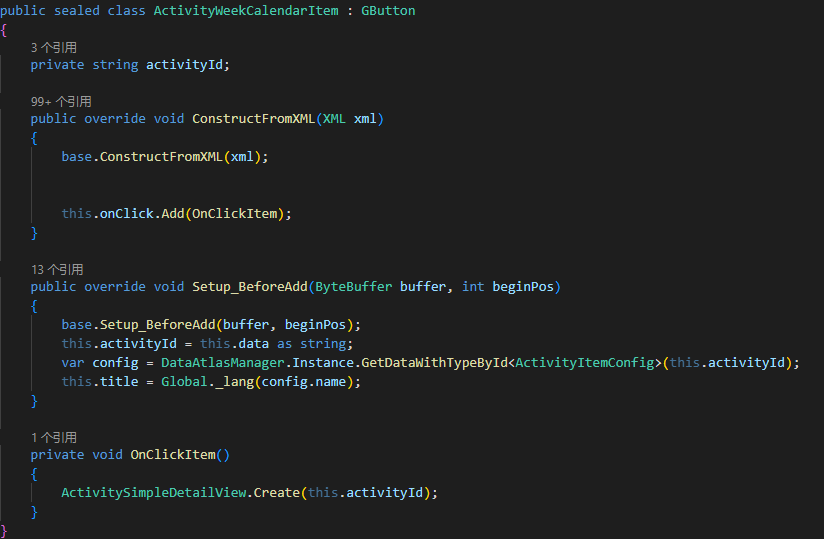 public sealed class ActivityWeekCalendarItem : GButton
{
3 个引用
private string activityId;
99+ 个引用
public override void ConstructFromXML(XML xml)
{
base.ConstructFromXML(xml);
this.onClick.Add(OnClickItem);
}
13 个引用
public override void Setup_BeforeAdd(ByteBuffer buffer, int beginPos)
{
base.Setup_BeforeAdd(buffer, beginPos);
this.activityId = this.data as string;
var config = DataAtlasManager.Instance.GetDataWithTypeById<ActivityItemConfig>(this.activityId);
this.title = Global._lang(config.name);
}
1 个引用
private void OnClickItem()
{
ActivitySimpleDetailView.Create(this.activityId);
}
}